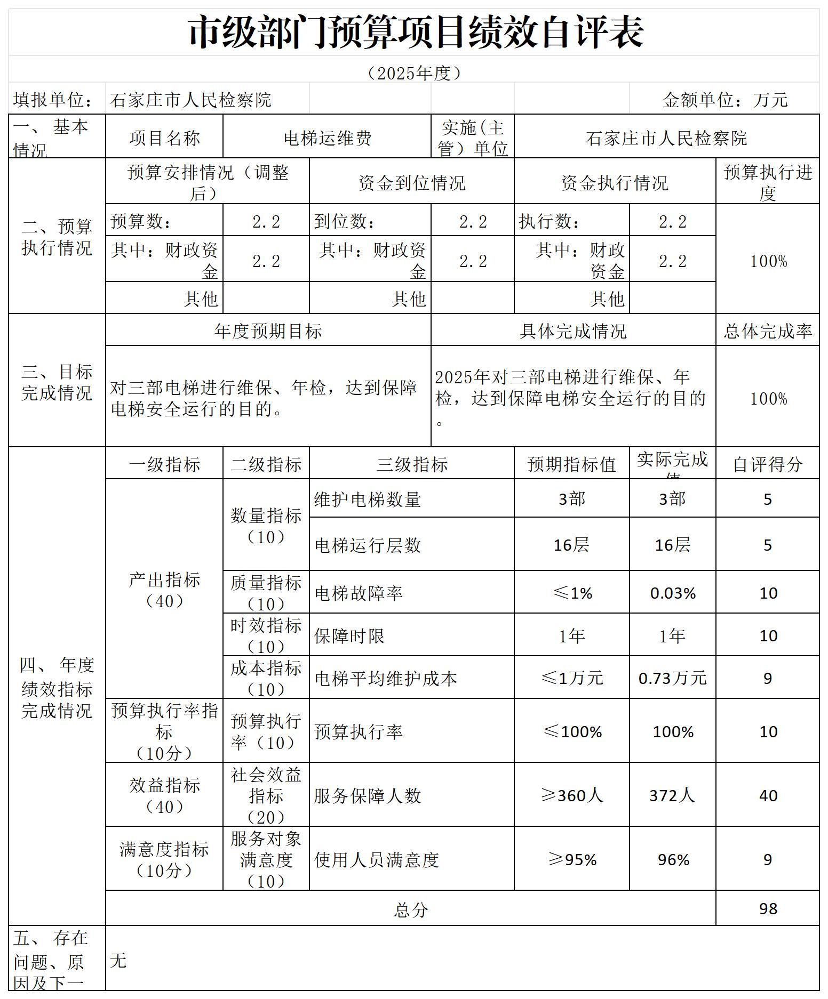 市级部门预算项目绩效自评表
（2025年度）
填报单位： 石家庄市人民检察院 金额单位：万元
一、 基本
情况
项目名称
电梯运维费
实施(主
管）单位
石家庄市人民检察院
二、预算
执行情况
预算安排情况（调整
后）
资金到位情况
资金执行情况
预算执行进
度
预算数： 2.2 到位数： 2.2 执行数： 2.2
其中：财政资
金
2.2
其中：财政资
金
2.2
其中：财政
资金
2.2
100%
其他 其他 其他
三、目标
完成情况
年度预期目标 具体完成情况 总体完成率
对三部电梯进行维保、年检，达到保障
电梯安全运行的目的。
2025年对三部电梯进行维保、年
检，达到保障电梯安全运行的目的
。
100%
四、 年度
绩效指标
完成情况
一级指标 二级指标 三级指标 预期指标值 实际完成 自评得分
产出指标
（40）
数量指标
（10）
维护电梯数量 3部 3部 5
电梯运行层数 16层 16层 5
质量指标
（10）
电梯故障率 ≤1% 0.03% 10
时效指标
（10）
保障时限 1年 1年 10
成本指标
（10）
电梯平均维护成本 ≤1万元 0.73万元 9
预算执行率指
标
（10分）
预算执行
率（10）
预算执行率 ≤100% 100% 10
效益指标
（40）
社会效益
指标
（20）
服务保障人数 ≥360人 372人 40
满意度指标
（10分）
服务对象
满意度
（10）
使用人员满意度 ≥95% 96% 9
总分 98
五、 存在
问题、原
因及下一
无